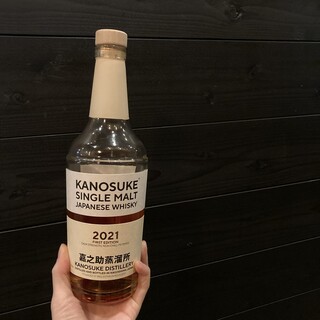 KANOSUKE
SINGLE MALT
JAPANESE WHISKY
2021
FIRST EDITION
嘉之助蒸溜所
KANOSUKE DISTILLERY